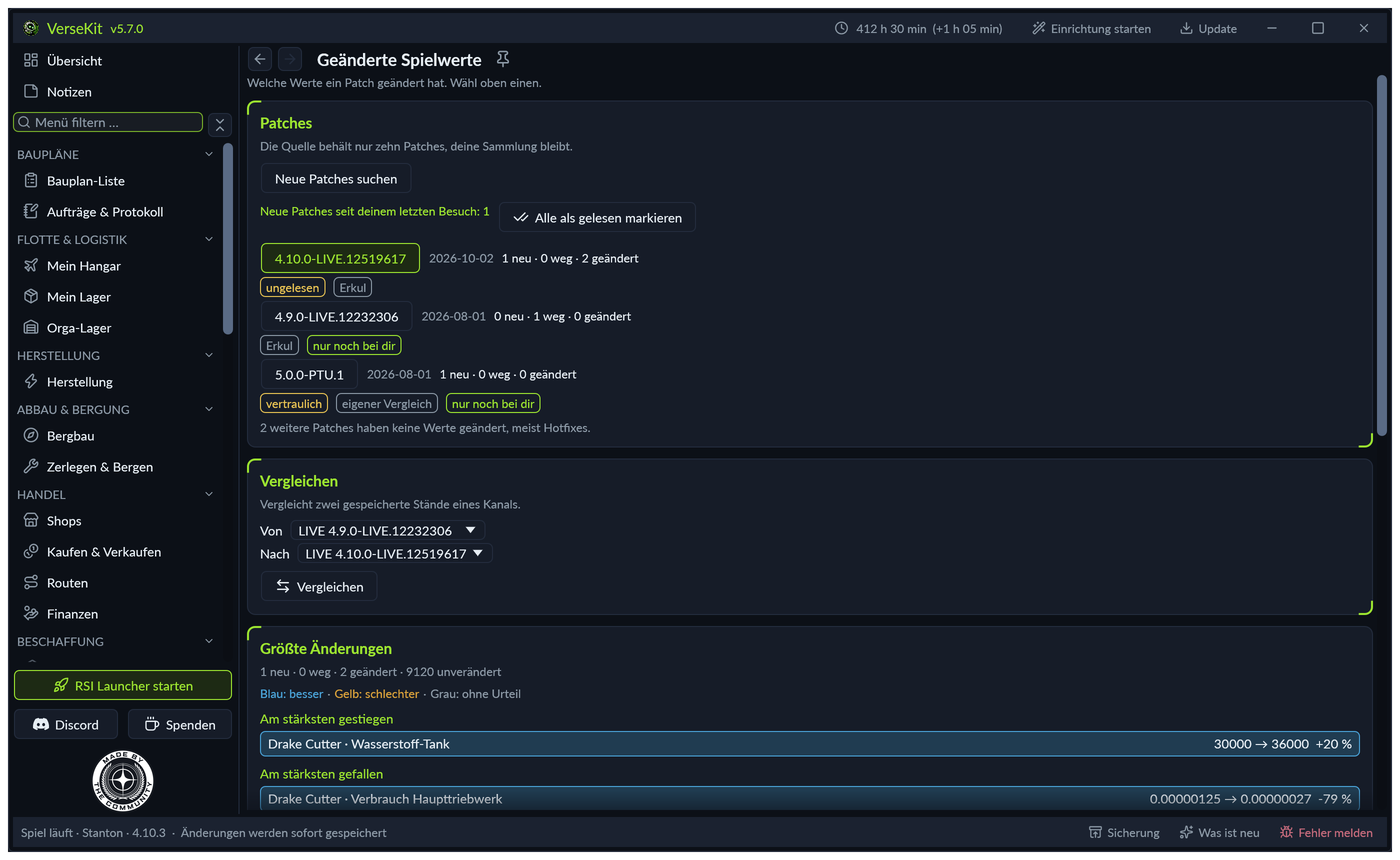 VerseKit v5.7.0
412 h 30 min (+1 h 05 min)
Einrichtung starten
Update
Übersicht
Notizen
Menü filtern ...
BAUPLÄNE
Bauplan-Liste
Aufträge & Protokoll
FLOTTE & LOGISTIK
Mein Hangar
Mein Lager
Orga-Lager
HERSTELLUNG
Herstellung
ABBAU & BERGUNG
Bergbau
Zerlegen & Bergen
HANDEL
Shops
Kaufen & Verkaufen
Routen
Finanzen
BESCHAFFUNG
RSI Launcher starten
Discord
Spenden
MADE BY
THE COMMUNITY
Geänderte Spielwerte
Welche Werte ein Patch geändert hat. Wähl oben einen.
Patches
Die Quelle behält nur zehn Patches, deine Sammlung bleibt.
Neue Patches suchen
Neue Patches seit deinem letzten Besuch: 1
Alle als gelesen markieren
4.10.0-LIVE.12519617 2026-10-02 1 neu · 0 weg · 2 geändert
ungelesen Erkul
4.9.0-LIVE.12232306 2026-08-01 0 neu · 1 weg · 0 geändert
Erkul nur noch bei dir
5.0.0-PTU.1 2026-08-01 1 neu · 0 weg · 0 geändert
vertraulich eigener Vergleich nur noch bei dir
2 weitere Patches haben keine Werte geändert, meist Hotfixes.
Vergleichen
Vergleicht zwei gespeicherte Stände eines Kanals.
Von LIVE 4.9.0-LIVE.12232306
Nach LIVE 4.10.0-LIVE.12519617
Vergleichen
Größte Änderungen
1 neu · 0 weg · 2 geändert · 9120 unverändert
Blau: besser · Gelb: schlechter · Grau: ohne Urteil
Am stärksten gestiegen
Drake Cutter · Wasserstoff-Tank 30000 → 36000 +20 %
Am stärksten gefallen
Drake Cutter · Verbrauch Haupttriebwerk 0.00000125 → 0.00000027 -79 %
Spiel läuft · Stanton · 4.10.3 · Änderungen werden sofort gespeichert
Sicherung
Was ist neu
Fehler melden